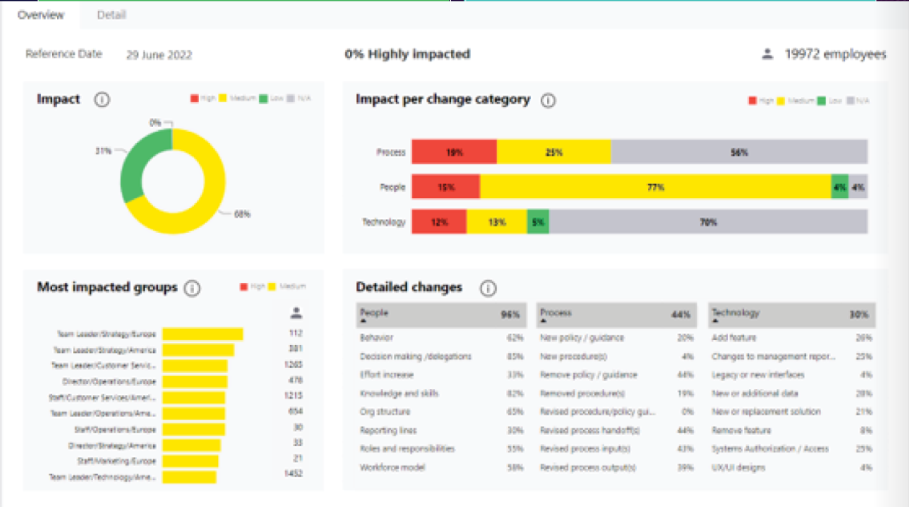 Overview Detail
Reference Date 29 June 2022 0% Highly impacted 19972 employees
Impact
High Medium Low N/A
0%
31%
68%
Impact per change category
High Medium Low N/A
Process 19% 25% 56%
People 15% 77% 4% 4%
Technology 12% 13% 5% 70%
Most impacted groups
High Medium
Team Leader/Strategy/Europe 112
Team Leader/Strategy/America 381
Team Leader/Customer Servic... 1265
Director/Operations/Europe 478
Staff/Customer Services/Ameri... 1215
Team Leader/Operations/Ame... 654
Staff/Operations/Europe 30
Director/Strategy/America 33
Staff/Marketing/Europe 21
Team Leader/Technology/Ame... 1452
Detailed changes
People 96% Process 44% Technology 30%
Behavior 62% New policy / guidance 20% Add feature 26%
Decision making /delegations 85% New procedure(s) 4% Changes to management repor... 25%
Effort increase 33% Remove policy / guidance 44% Legacy or new interfaces 4%
Knowledge and skills 82% Removed procedure(s) 19% New or additional data 28%
Org structure 65% Revised procedure/policy gui... 0% New or replacement solution 21%
Reporting lines 30% Revised process handoff(s) 44% Remove feature 8%
Roles and responsibilities 55% Revised process input(s) 43% Systems Authorization / Access 25%
Workforce model 58% Revised process output(s) 39% UX/UI designs 4%